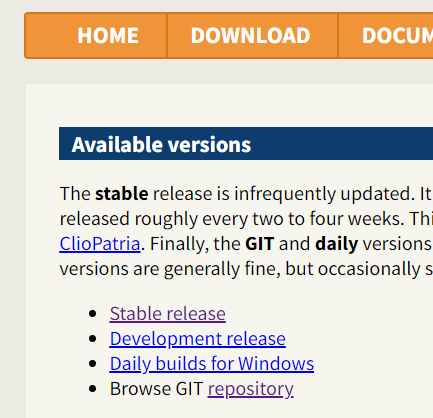 HOME DOWNLOAD DOCUM
Available versions
The stable release is infrequently updated. It
released roughly every two to four weeks. Thi
ClioPatria. Finally, the GIT and daily versions
versions are generally fine, but occasionally s
Stable release
Development release
Daily builds for Windows
Browse GIT repository